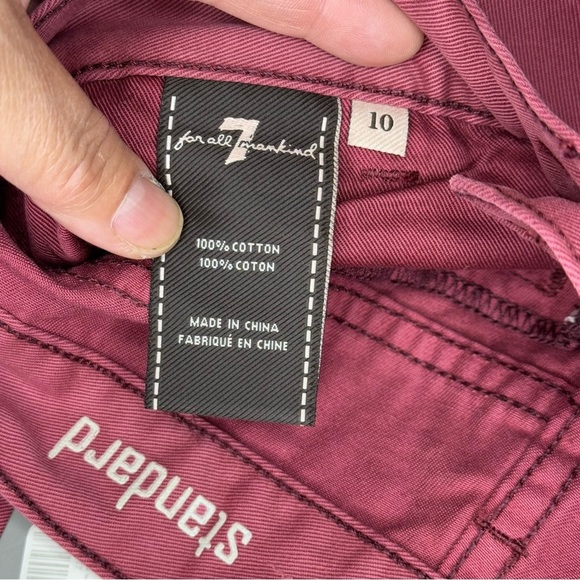 for all 7 mankind
10
100% COTTON
100% COTON
MADE IN CHINA
FABRIQUÉ EN CHINE
standard